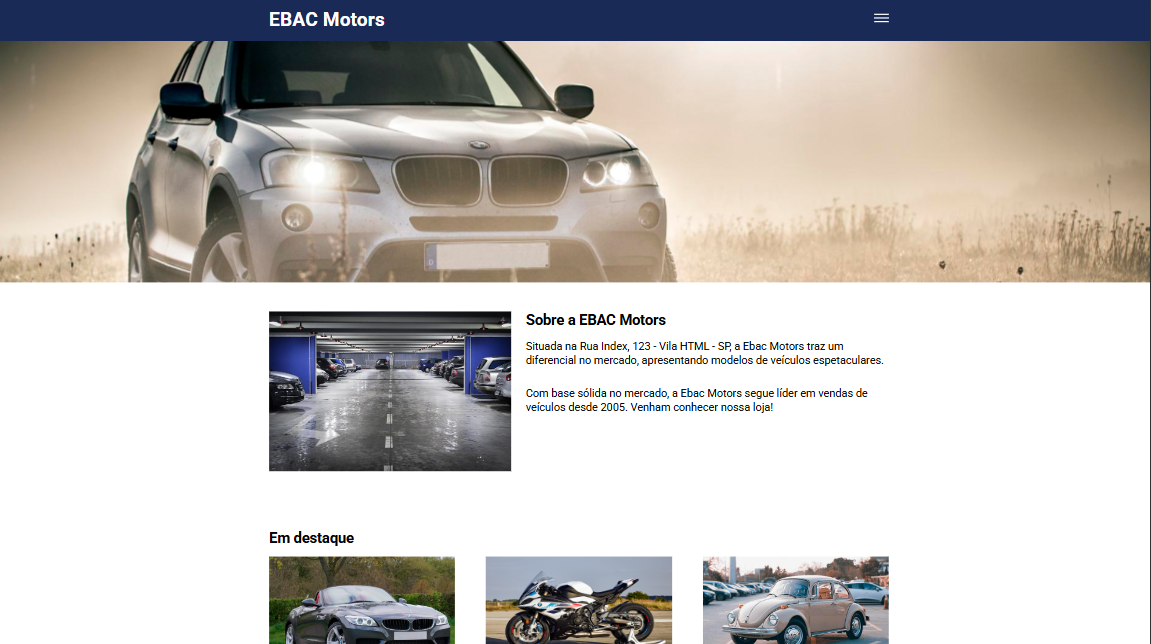 EBAC Motors
Sobre a EBAC Motors
Situada na Rua Index, 123 - Vila HTML - SP, a Ebac Motors traz um
diferencial no mercado, apresentando modelos de veículos espetaculares.
Com base sólida no mercado, a Ebac Motors segue líder em vendas de
veículos desde 2005. Venham conhecer nossa loja!
Em destaque